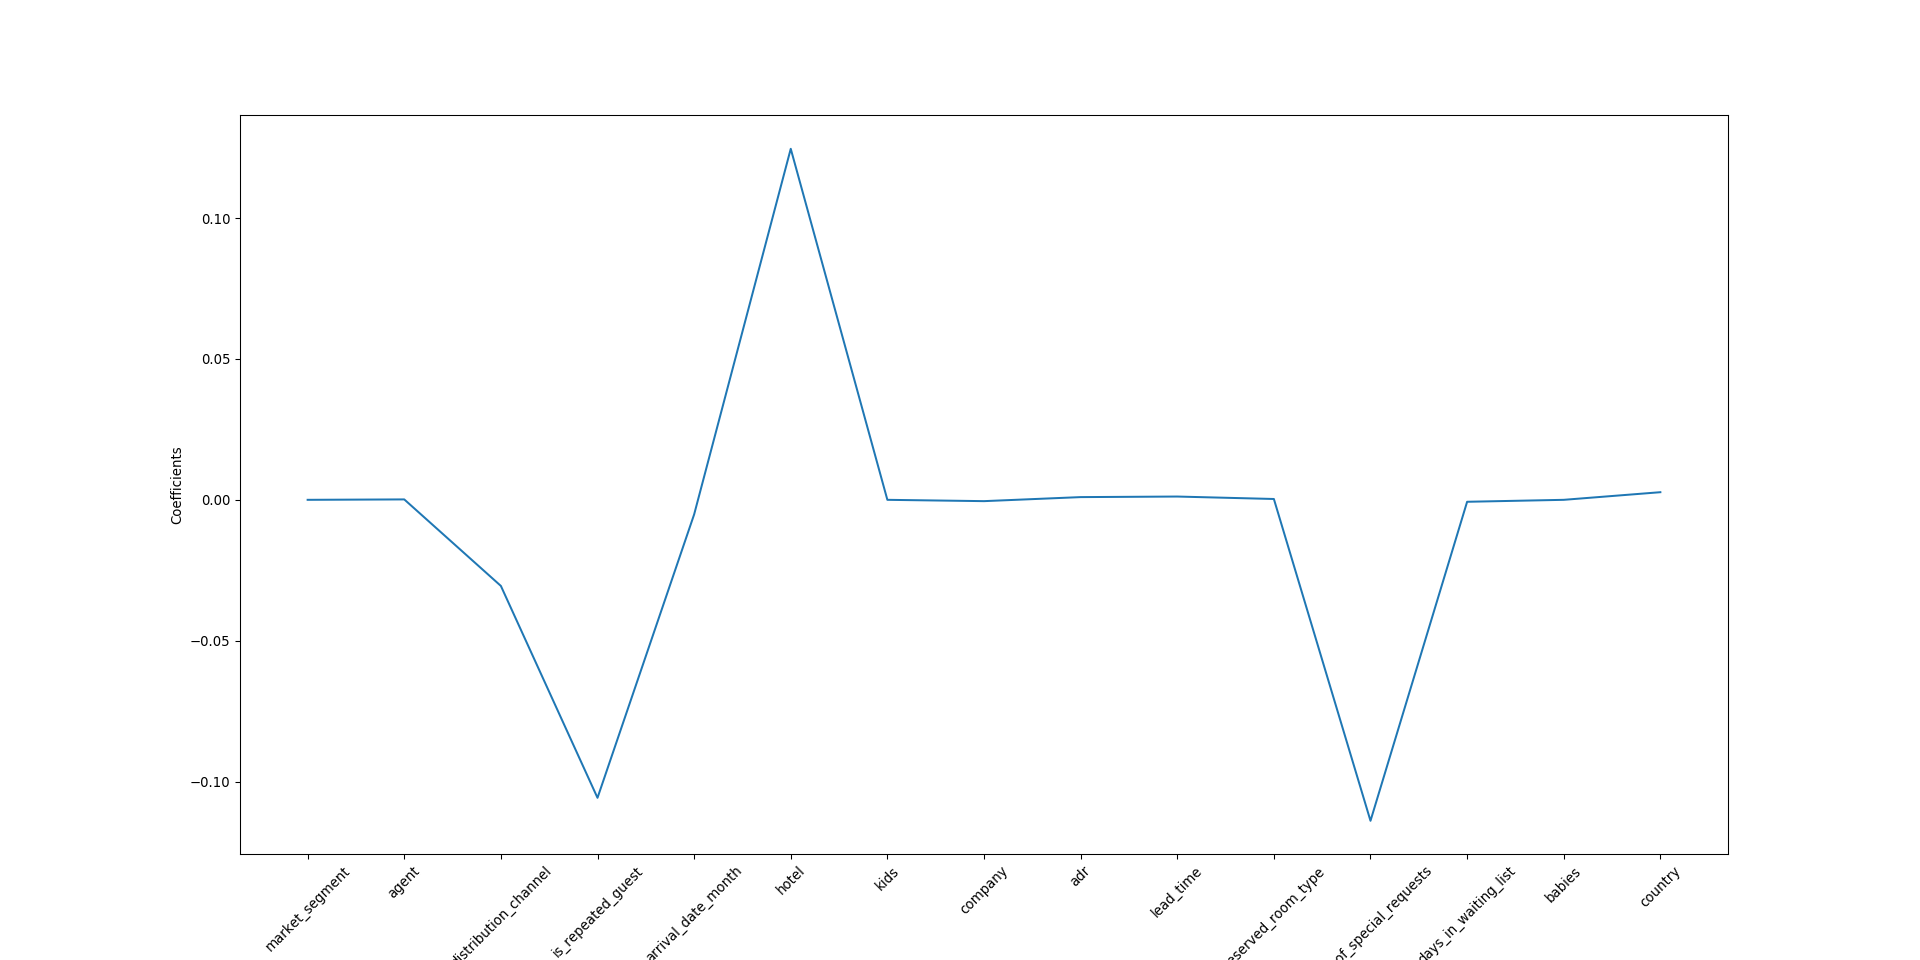 0.10
0.05
0.00
−0.05
−0.10
Coefficients
market_segment
agent
distribution_channel
is_repeated_guest
arrival_date_month
hotel
kids
company
adr
lead_time
eserved_room_type
of_special_requests
days_in_waiting_list
babies
country